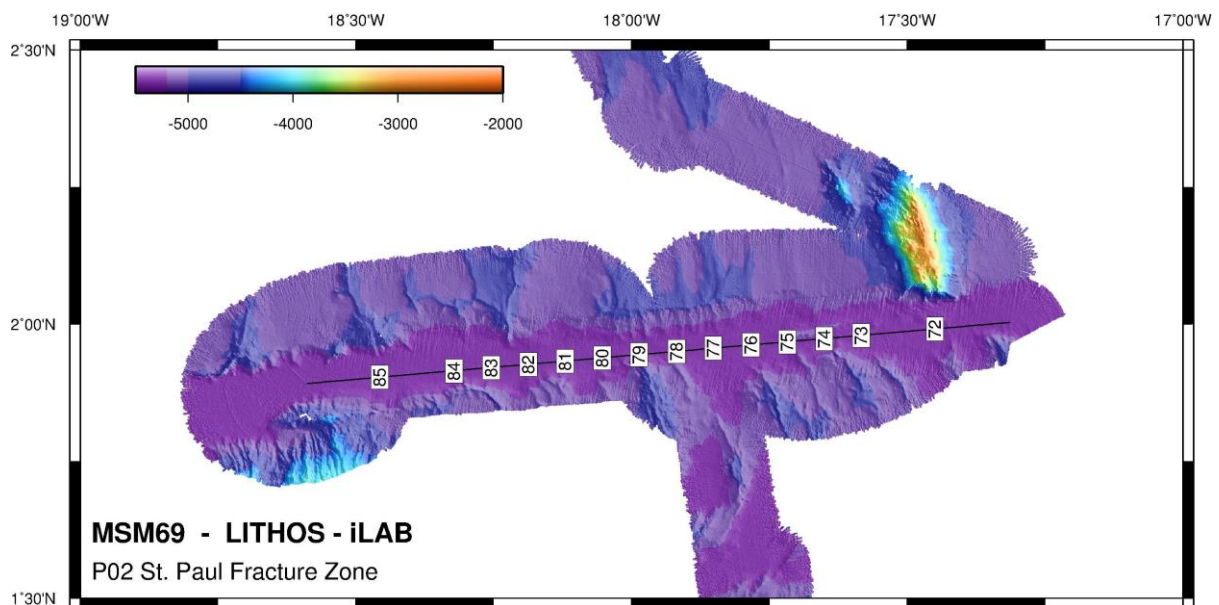 19°00'W 18°30'W 18°00'W 17°30'W 17°00'W
2°30'N
-5000 -4000 -3000 -2000
2°00'N
85 84 83 82 81 80 79 78 77 76 75 74 73 72
MSM69 - LITHOS - iLAB
P02 St. Paul Fracture Zone
1°30'N